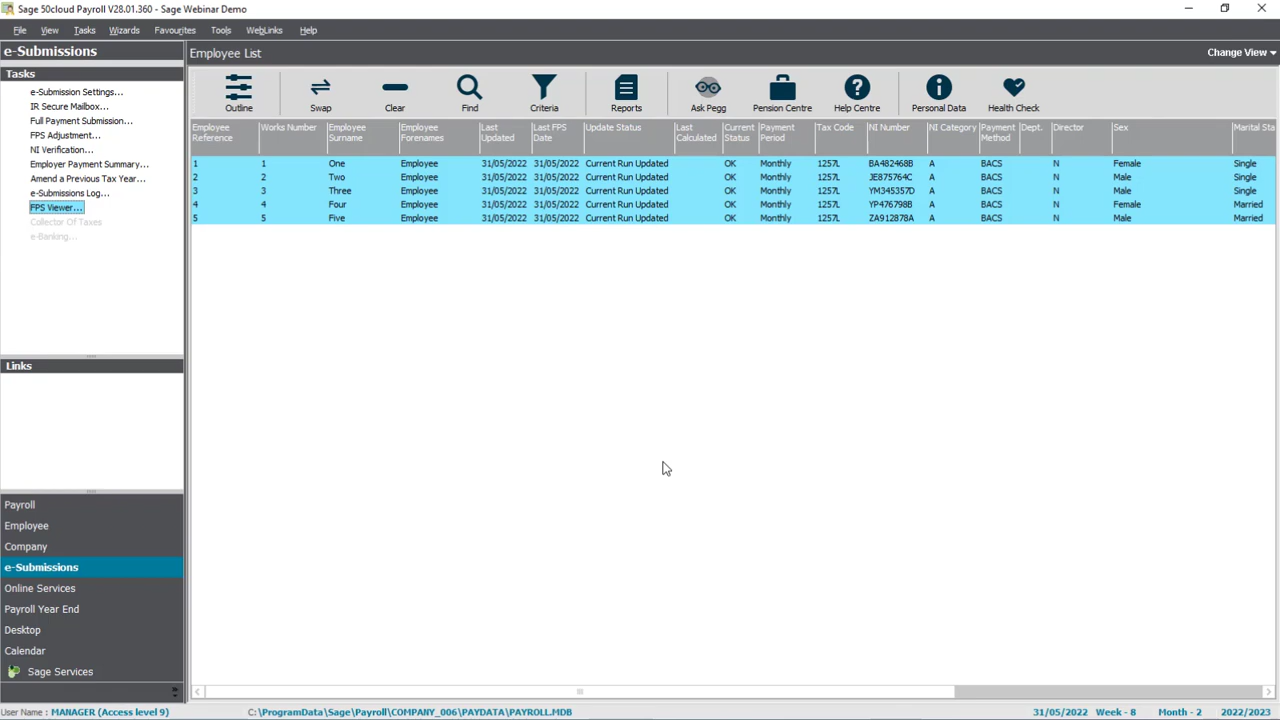 Sage 50cloud Payroll V28.01.360 - Sage Webinar Demo
File View Tasks Wizards Favourites Tools WebLinks Help
e-Submissions
Employee List
Change View
Tasks
e-Submission Settings...
IR Secure Mailbox...
Full Payment Submission...
FPS Adjustment...
NI Verification...
Employer Payment Summary...
Amend a Previous Tax Year...
e-Submissions Log...
FPS Viewer...
Collector Of Taxes
e-Banking...
Outline Swap Clear Find Criteria Reports Ask Pegg Pension Centre Help Centre Personal Data Health Check
Employee Reference Works Number Employee Surname Employee Forenames Last Updated Last FPS Date Update Status Last Calculated Current Status Payment Period Tax Code NI Number NI Category Payment Method Dept. Director Sex Marital Sta
1 1 One Employee 31/05/2022 31/05/2022 Current Run Updated OK Monthly 1257L BA482468B A BACS N Female Single
2 2 Two Employee 31/05/2022 31/05/2022 Current Run Updated OK Monthly 1257L JE875764C A BACS N Male Single
3 3 Three Employee 31/05/2022 31/05/2022 Current Run Updated OK Monthly 1257L YM345357D A BACS N Male Single
4 4 Four Employee 31/05/2022 31/05/2022 Current Run Updated OK Monthly 1257L YP476798B A BACS N Female Married
5 5 Five Employee 31/05/2022 31/05/2022 Current Run Updated OK Monthly 1257L ZA912878A A BACS N Male Married
Links
Payroll
Employee
Company
e-Submissions
Online Services
Payroll Year End
Desktop
Calendar
Sage Services
User Name : MANAGER (Access level 9) C:\ProgramData\Sage\Payroll\COMPANY_006\PAYDATA\PAYROLL.MDB 31/05/2022 Week - 8 Month - 2 2022/2023